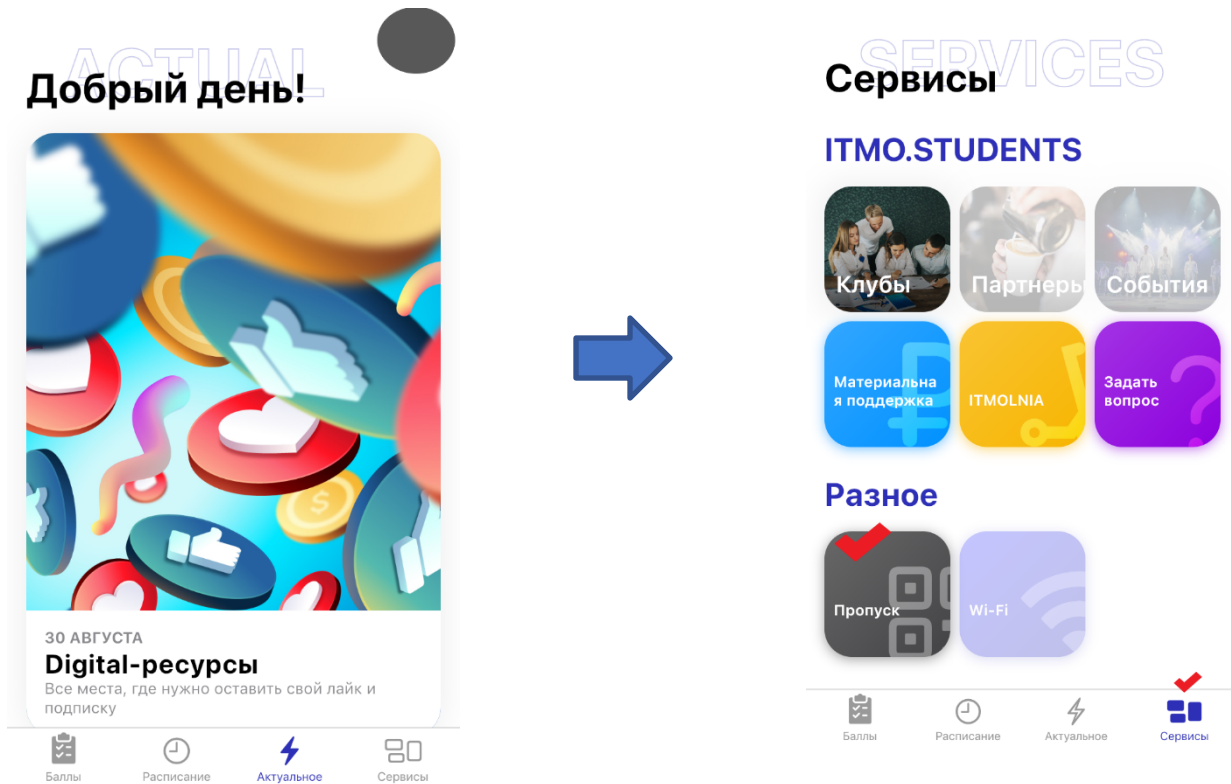 ACTUAL
Добрый день!
30 АВГУСТА
Digital-ресурсы
Все места, где нужно оставить свой лайк и
подписку
Баллы
Расписание
Актуальное
Сервисы
SERVICES
Сервисы
ITMO.STUDENTS
Клубы
Партнеры
События
Материальна
я поддержка
ITMOLNIA
Задать
вопрос
Разное
Пропуск
Wi-Fi
Баллы
Расписание
Актуальное
Сервисы